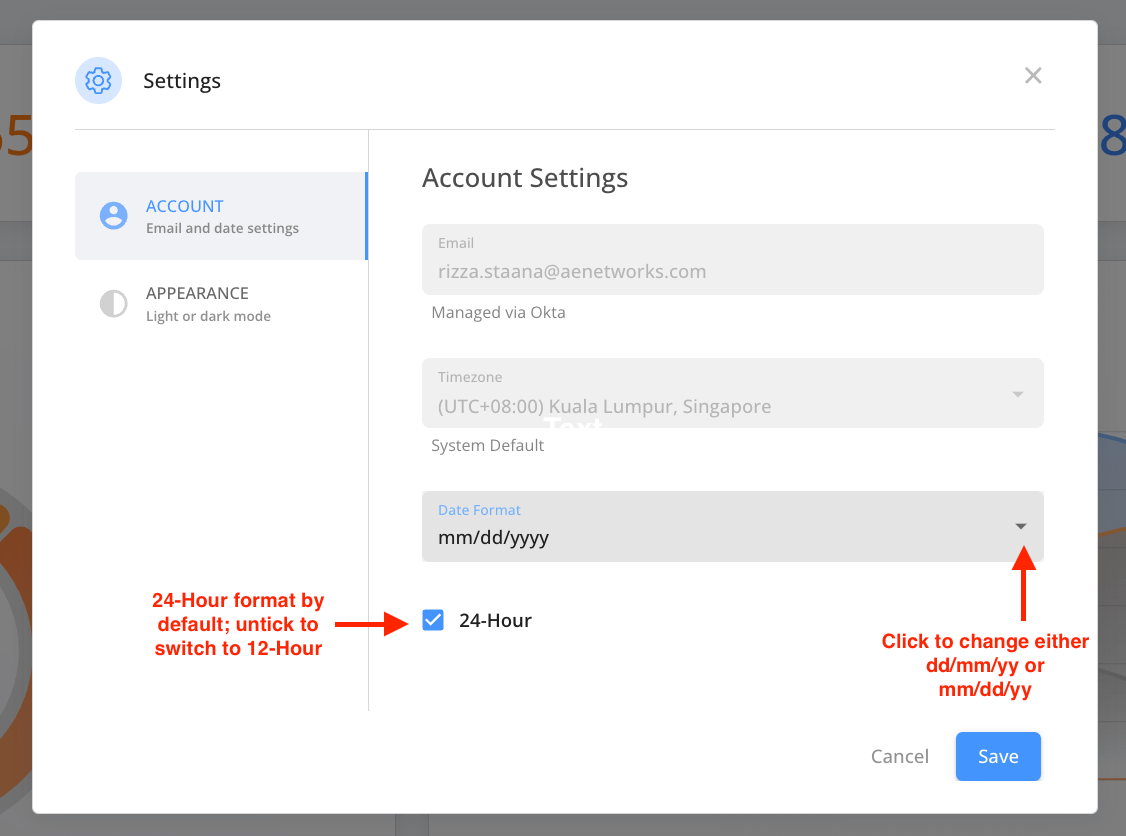 Settings
ACCOUNT
Email and date settings
APPEARANCE
Light or dark mode
Account Settings
Email
rizza.staana@aenetworks.com
Managed via Okta
Timezone
(UTC+08:00) Kuala Lumpur, Singapore
Text
System Default
Date Format
mm/dd/yyyy
24-Hour format by
default; untick to
switch to 12-Hour
24-Hour
Click to change either
dd/mm/yy or
mm/dd/yy
Cancel
Save
5
8